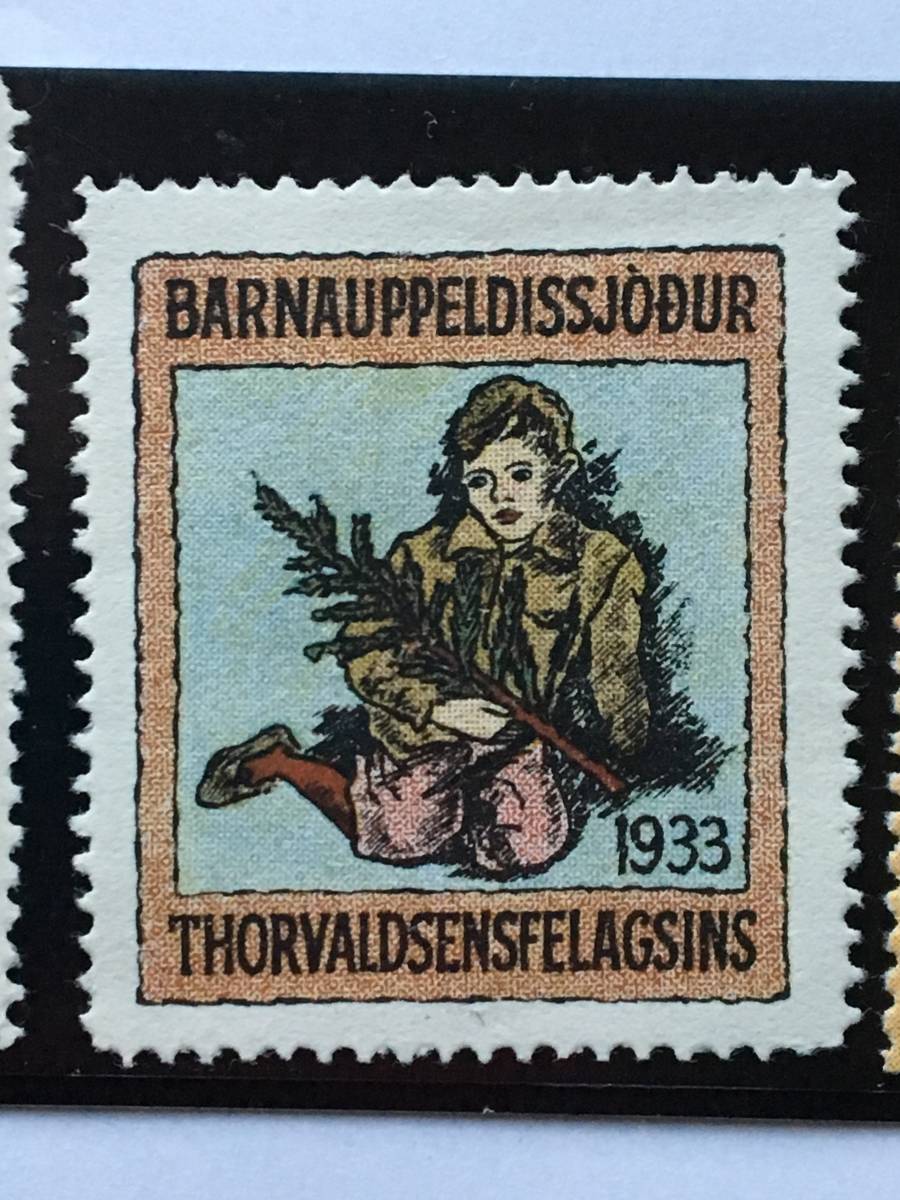 BARNAUPPELDISSJÒÐUR
1933
THORVALDSENSFELAGSINS